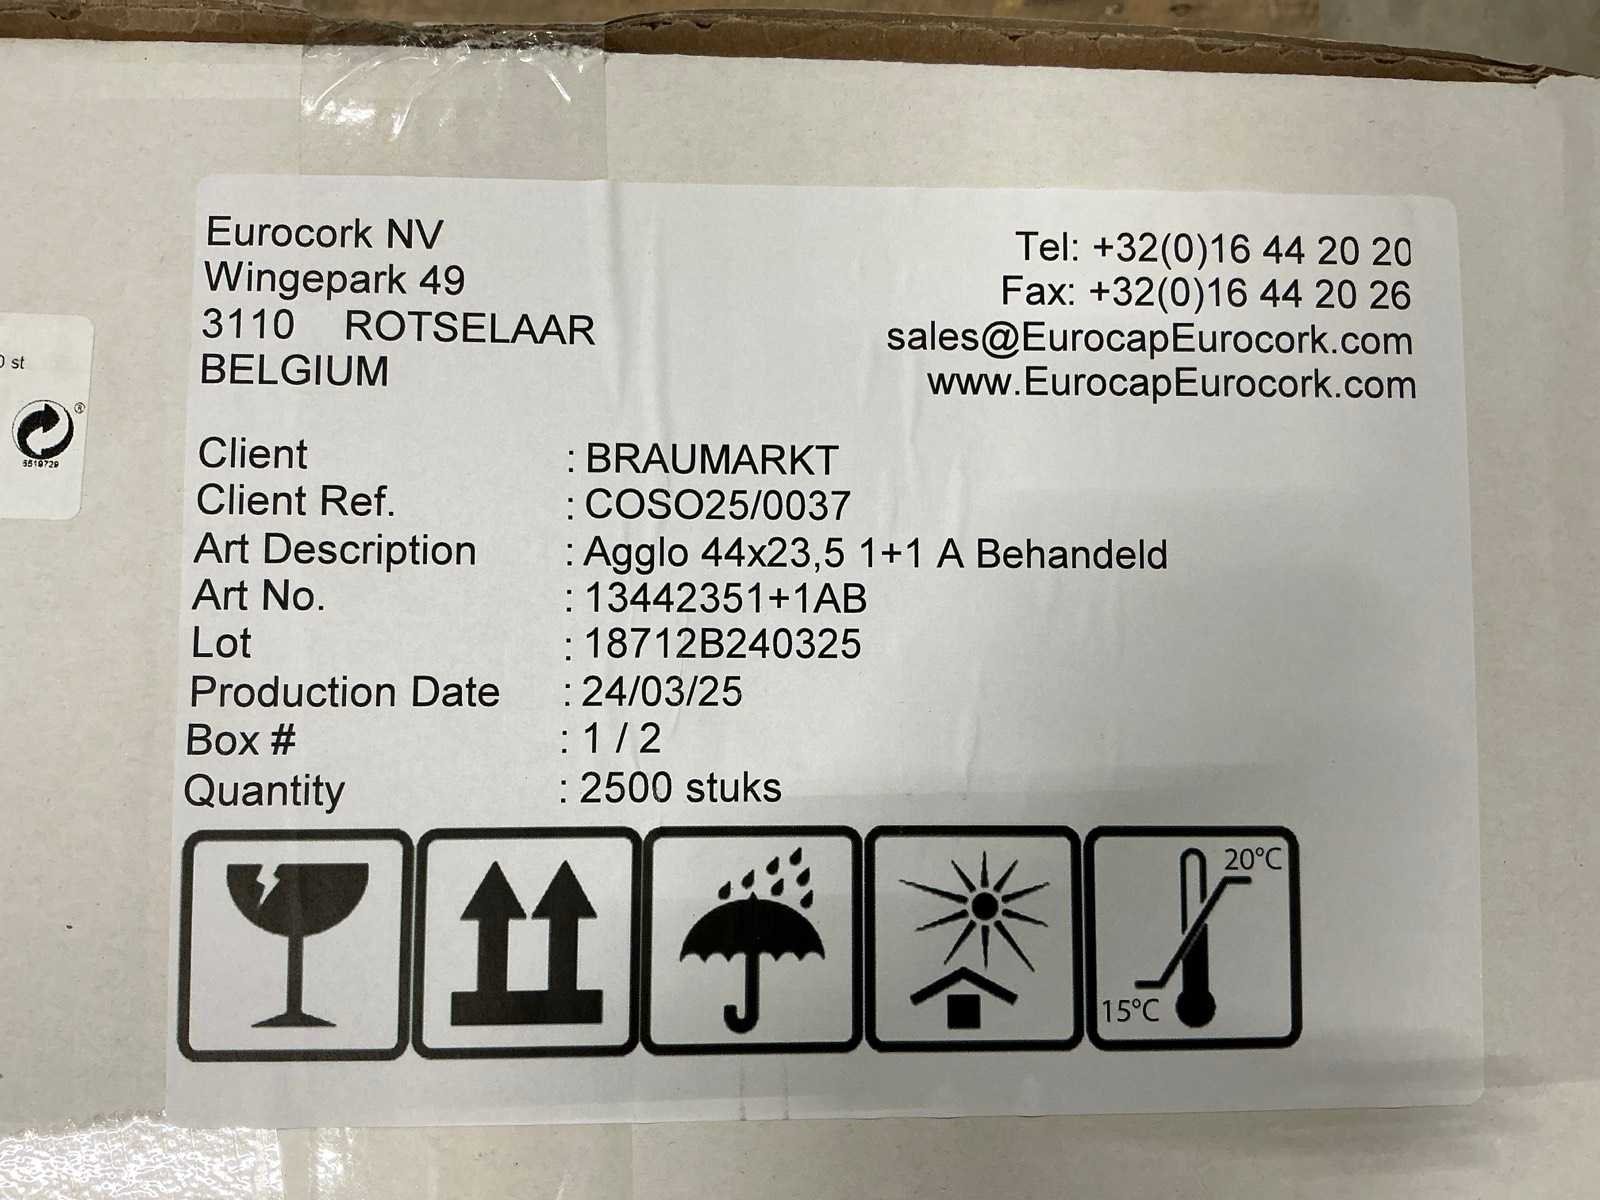 Eurocork NV
Wingepark 49
3110 ROTSELAAR
BELGIUM
Tel: +32(0)16 44 20 20
Fax: +32(0)16 44 20 26
sales@EurocapEurocork.com
www.EurocapEurocork.com
0 st
®
6519729
Client : BRAUMARKT
Client Ref. : COSO25/0037
Art Description : Agglo 44x23,5 1+1 A Behandeld
Art No. : 13442351+1AB
Lot : 18712B240325
Production Date : 24/03/25
Box # : 1 / 2
Quantity : 2500 stuks
20°C
15°C